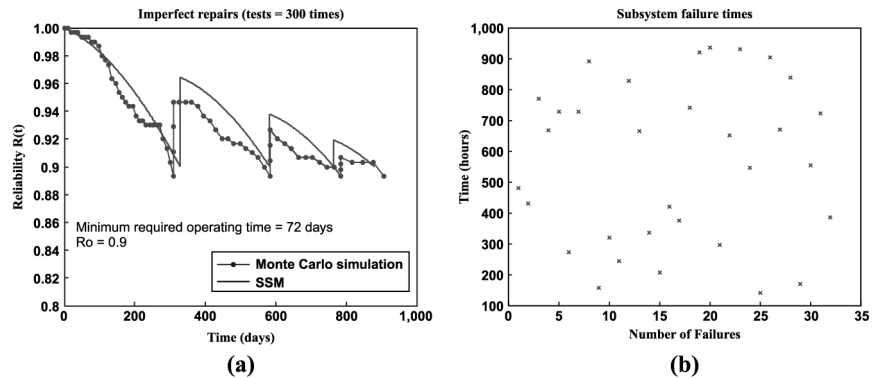 Imperfect repairs (tests = 300 times)
1.00
0.98
0.96
0.94
0.92
0.9
0.88
0.86
0.84
0.82
0.8
Reliability R(t)
Minimum required operating time = 72 days
Ro = 0.9
Monte Carlo simulation
SSM
0
200
400
600
800
1,000
Time (days)
(a)
Subsystem failure times
1,000
900
800
700
600
500
400
300
200
100
Time (hours)
0
5
10
15
20
25
30
35
Number of Failures
(b)